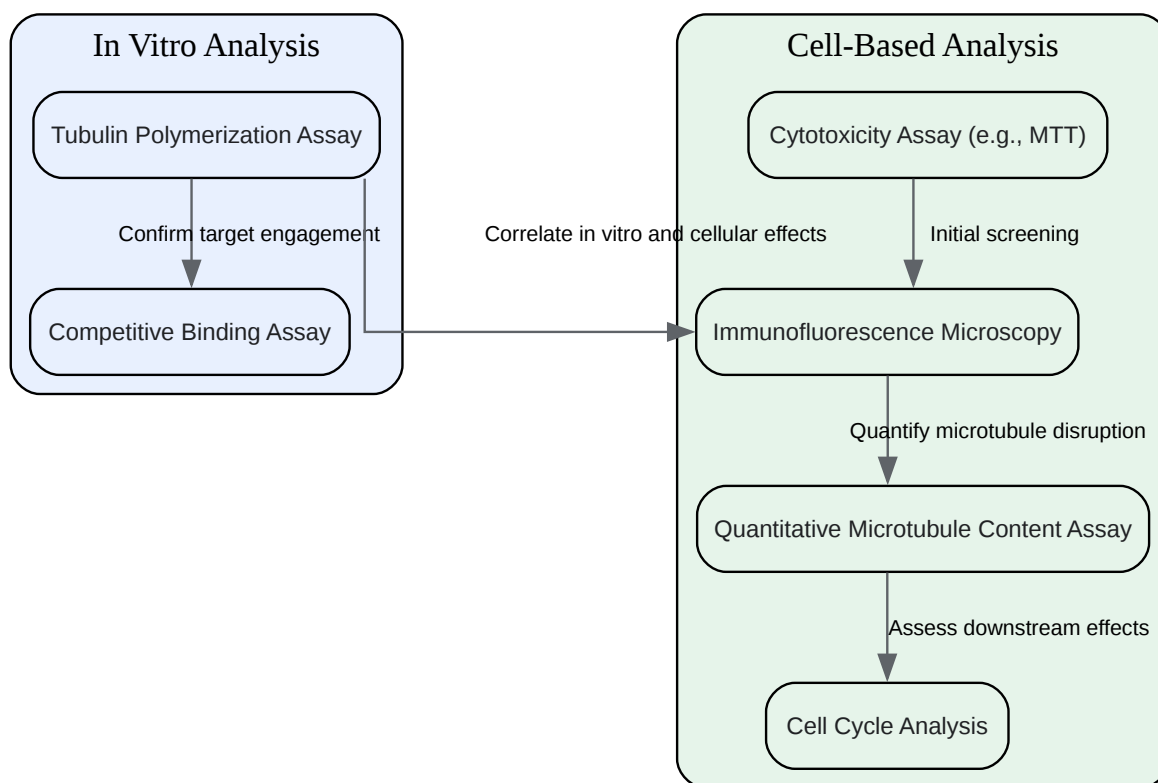 In Vitro Analysis
Cell-Based Analysis
Tubulin Polymerization Assay
Cytotoxicity Assay (e.g., MTT)
Confirm target engagement
Correlate in vitro and cellular effects
Initial screening
Competitive Binding Assay
Immunofluorescence Microscopy
Quantify microtubule disruption
Quantitative Microtubule Content Assay
Assess downstream effects
Cell Cycle Analysis